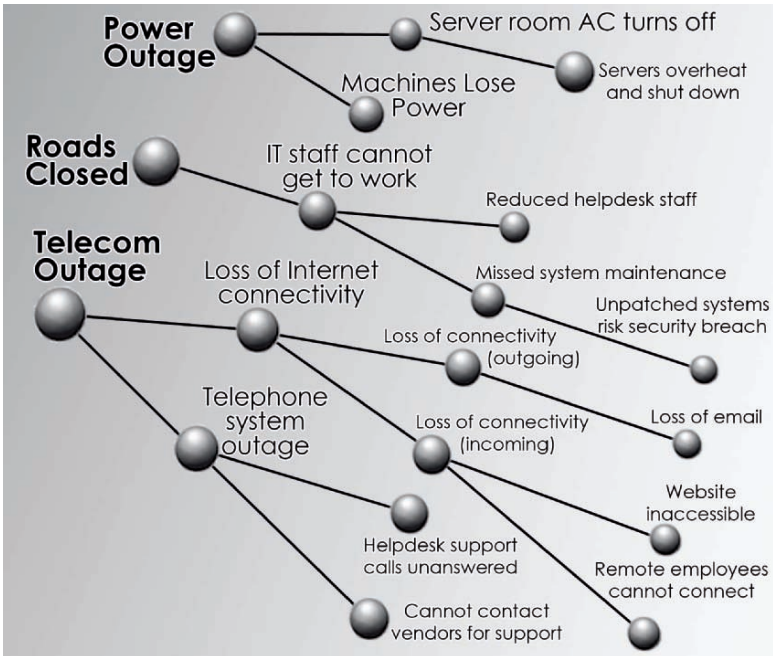 Power
Outage
Server room AC turns off
Servers overheat
and shut down
Machines Lose
Power
Roads
Closed
IT staff cannot
get to work
Reduced helpdesk staff
Missed system maintenance
Unpatched systems
risk security breach
Telecom
Outage
Loss of Internet
connectivity
Loss of connectivity
(outgoing)
Loss of email
Loss of connectivity
(incoming)
Website
inaccessible
Remote employees
cannot connect
Telephone
system
outage
Helpdesk support
calls unanswered
Cannot contact
vendors for support